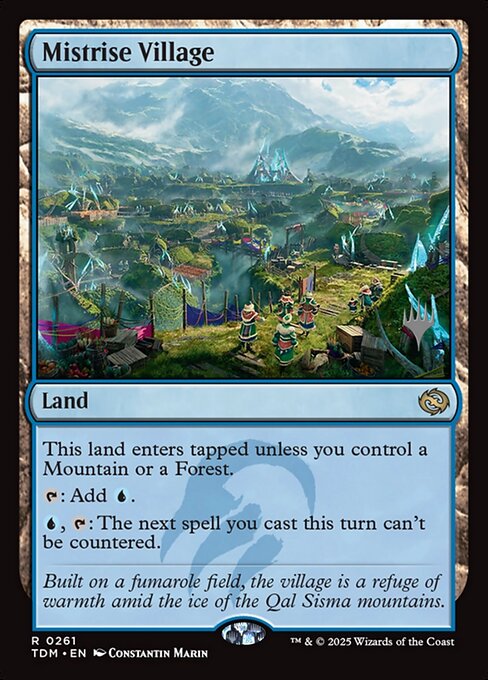 Mistrise Village
Land
This land enters tapped unless you control a
Mountain or a Forest.
: Add .
, : The next spell you cast this turn can't
be countered.
Built on a fumarole field, the village is a refuge of
warmth amid the ice of the Qal Sisma mountains.
R 0261
TDM • EN Constantin Marin
™ & © 2025 Wizards of the Coast